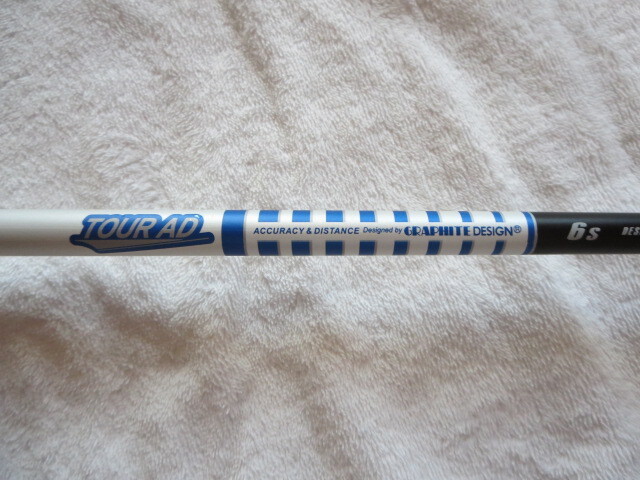 TOUR AD
ACCURACY & DISTANCE Designed by GRAPHITE DESIGN®
6s